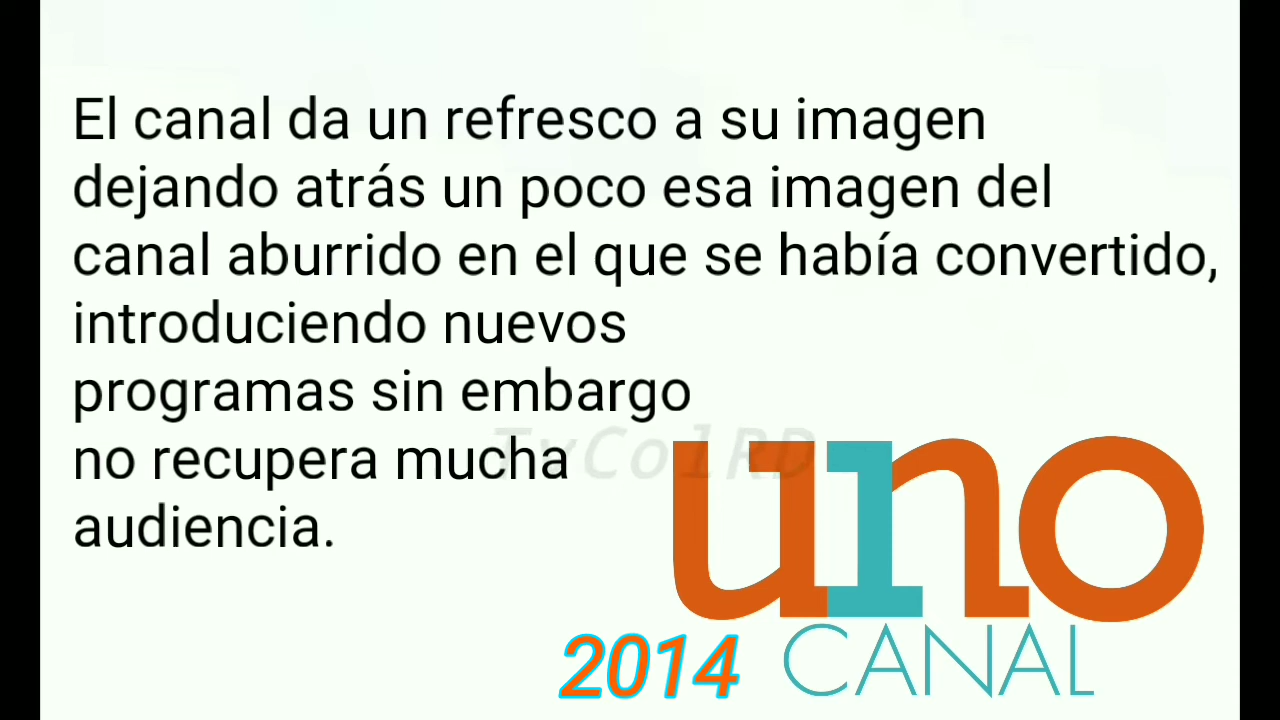 El canal da un refresco a su imagen
dejando atrás un poco esa imagen del
canal aburrido en el que se había convertido,
introduciendo nuevos
programas sin embargo
no recupera mucha
audiencia.
TvColRD
uno
2014 CANAL